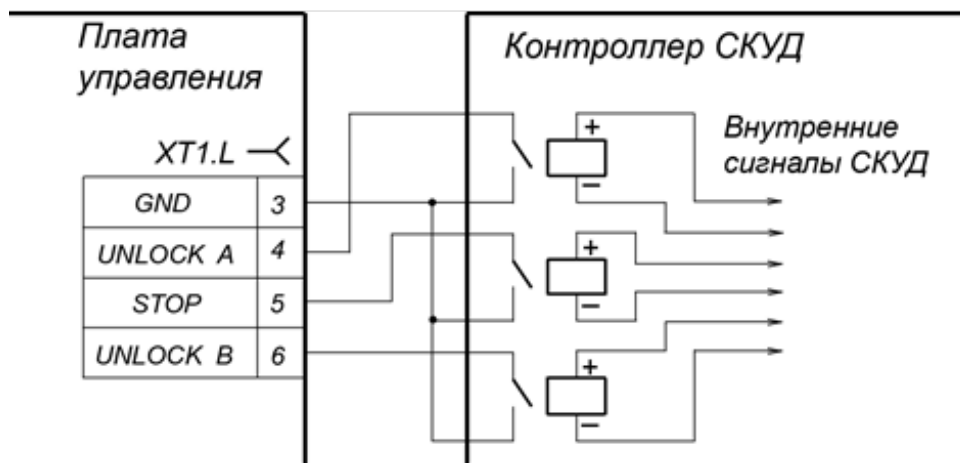 Плата
управления
Контроллер СКУД
XT1.L
GND 3
UNLOCK A 4
STOP 5
UNLOCK B 6
Внутренние
сигналы СКУД
+
−
+
−
+
−